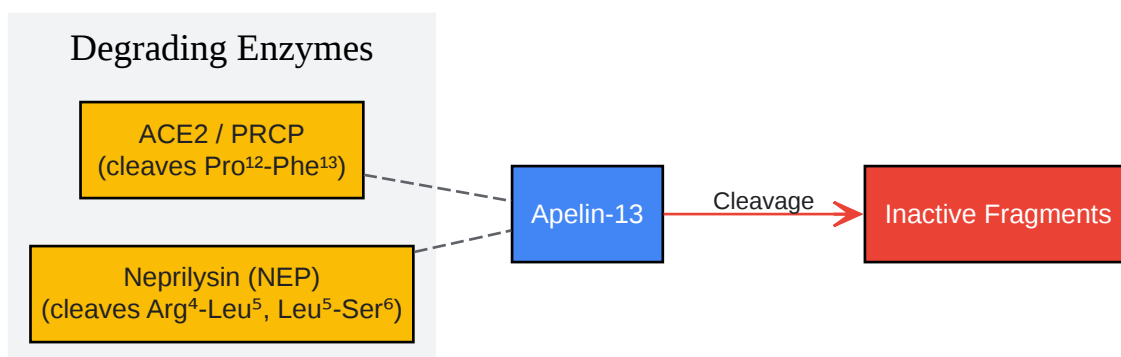 Degrading Enzymes
ACE2 / PRCP
(cleaves Pro¹²-Phe¹³)
Neprilysin (NEP)
(cleaves Arg⁴-Leu⁵, Leu⁵-Ser⁶)
Apelin-13
Cleavage
Inactive Fragments